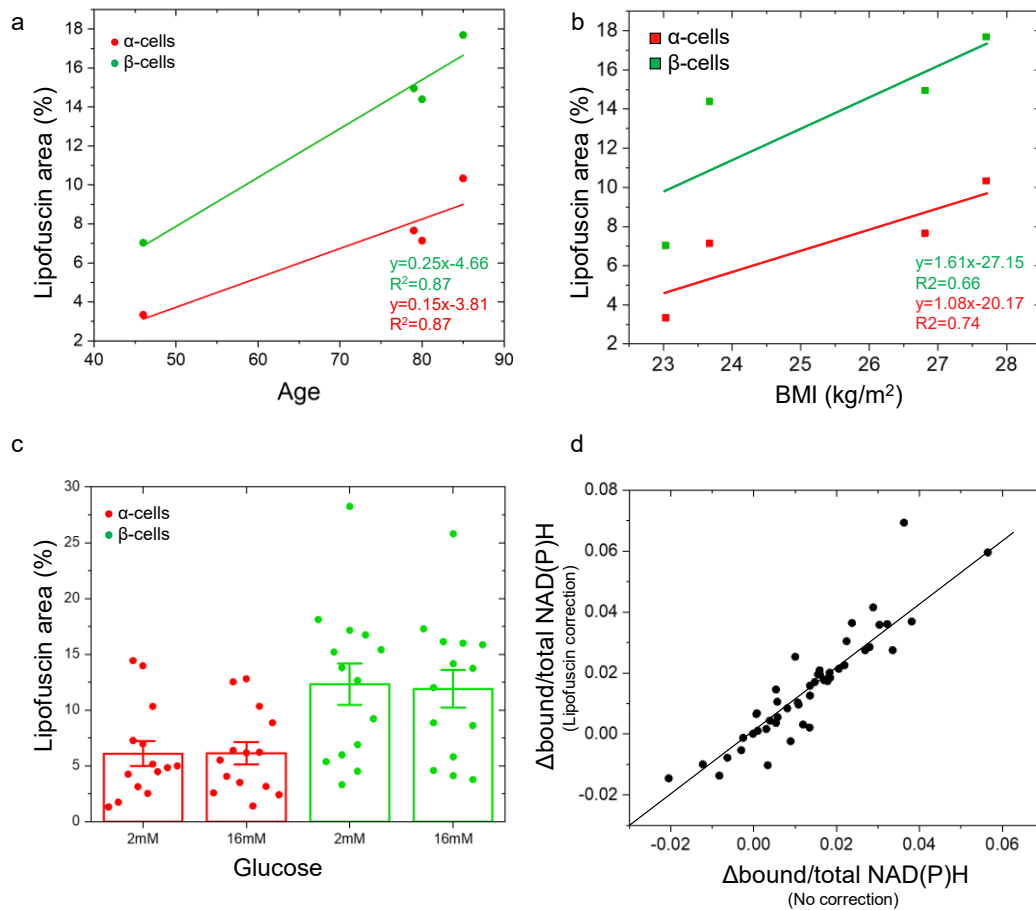 a
α-cells
β-cells
Lipofuscin area (%)
18
16
14
12
10
8
6
4
2
y=0.25x-4.66
R²=0.87
y=0.15x-3.81
R²=0.87
40 50 60 70 80 90
Age
b
α-cells
β-cells
Lipofuscin area (%)
18
16
14
12
10
8
6
4
2
y=1.61x-27.15
R2=0.66
y=1.08x-20.17
R2=0.74
23 24 25 26 27 28
BMI (kg/m²)
c
α-cells
β-cells
Lipofuscin area (%)
30
25
20
15
10
5
0
2mM 16mM 2mM 16mM
Glucose
d
Δbound/total NAD(P)H
(Lipofuscin correction)
0.08
0.06
0.04
0.02
0.00
-0.02
-0.02 0.00 0.02 0.04 0.06
Δbound/total NAD(P)H
(No correction)